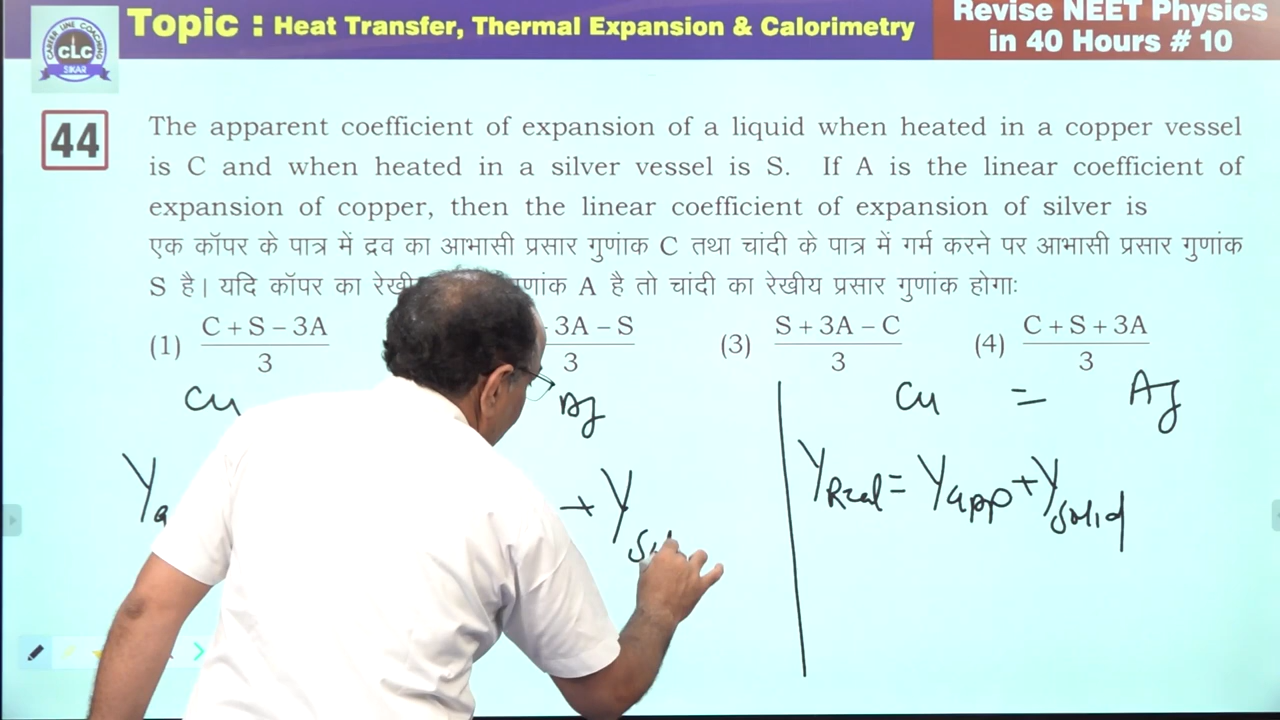 CAREER LINE COACHING
CLC
SIKAR
Topic : Heat Transfer, Thermal Expansion & Calorimetry
Revise NEET Physics
in 40 Hours # 10
44
The apparent coefficient of expansion of a liquid when heated in a copper vessel
is C and when heated in a silver vessel is S. If A is the linear coefficient of
expansion of copper, then the linear coefficient of expansion of silver is
एक कॉपर के पात्र में द्रव का आभासी प्रसार गुणांक C तथा चांदी के पात्र में गर्म करने पर आभासी प्रसार गुणांक
S है। यदि कॉपर का A है तो चांदी का रेखीय प्रसार गुणांक होगाः
(1) C + S – 3A / 3
3A – S / 3
(3) S + 3A – C / 3
(4) C + S + 3A / 3
Cu Ag
Cu = Ag
γ + γ
γReal = γapp + γsolid